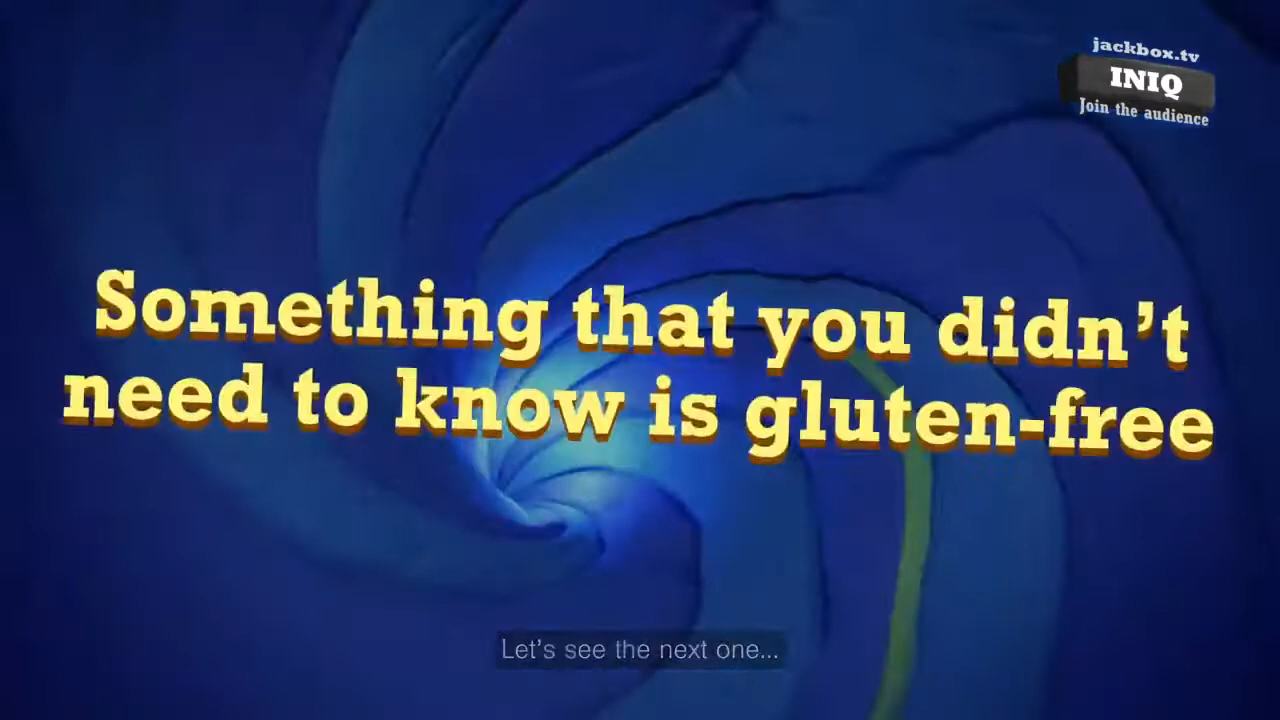 jackbox.tv
INIQ
Join the audience
Something that you didn't
need to know is gluten-free
Let's see the next one...